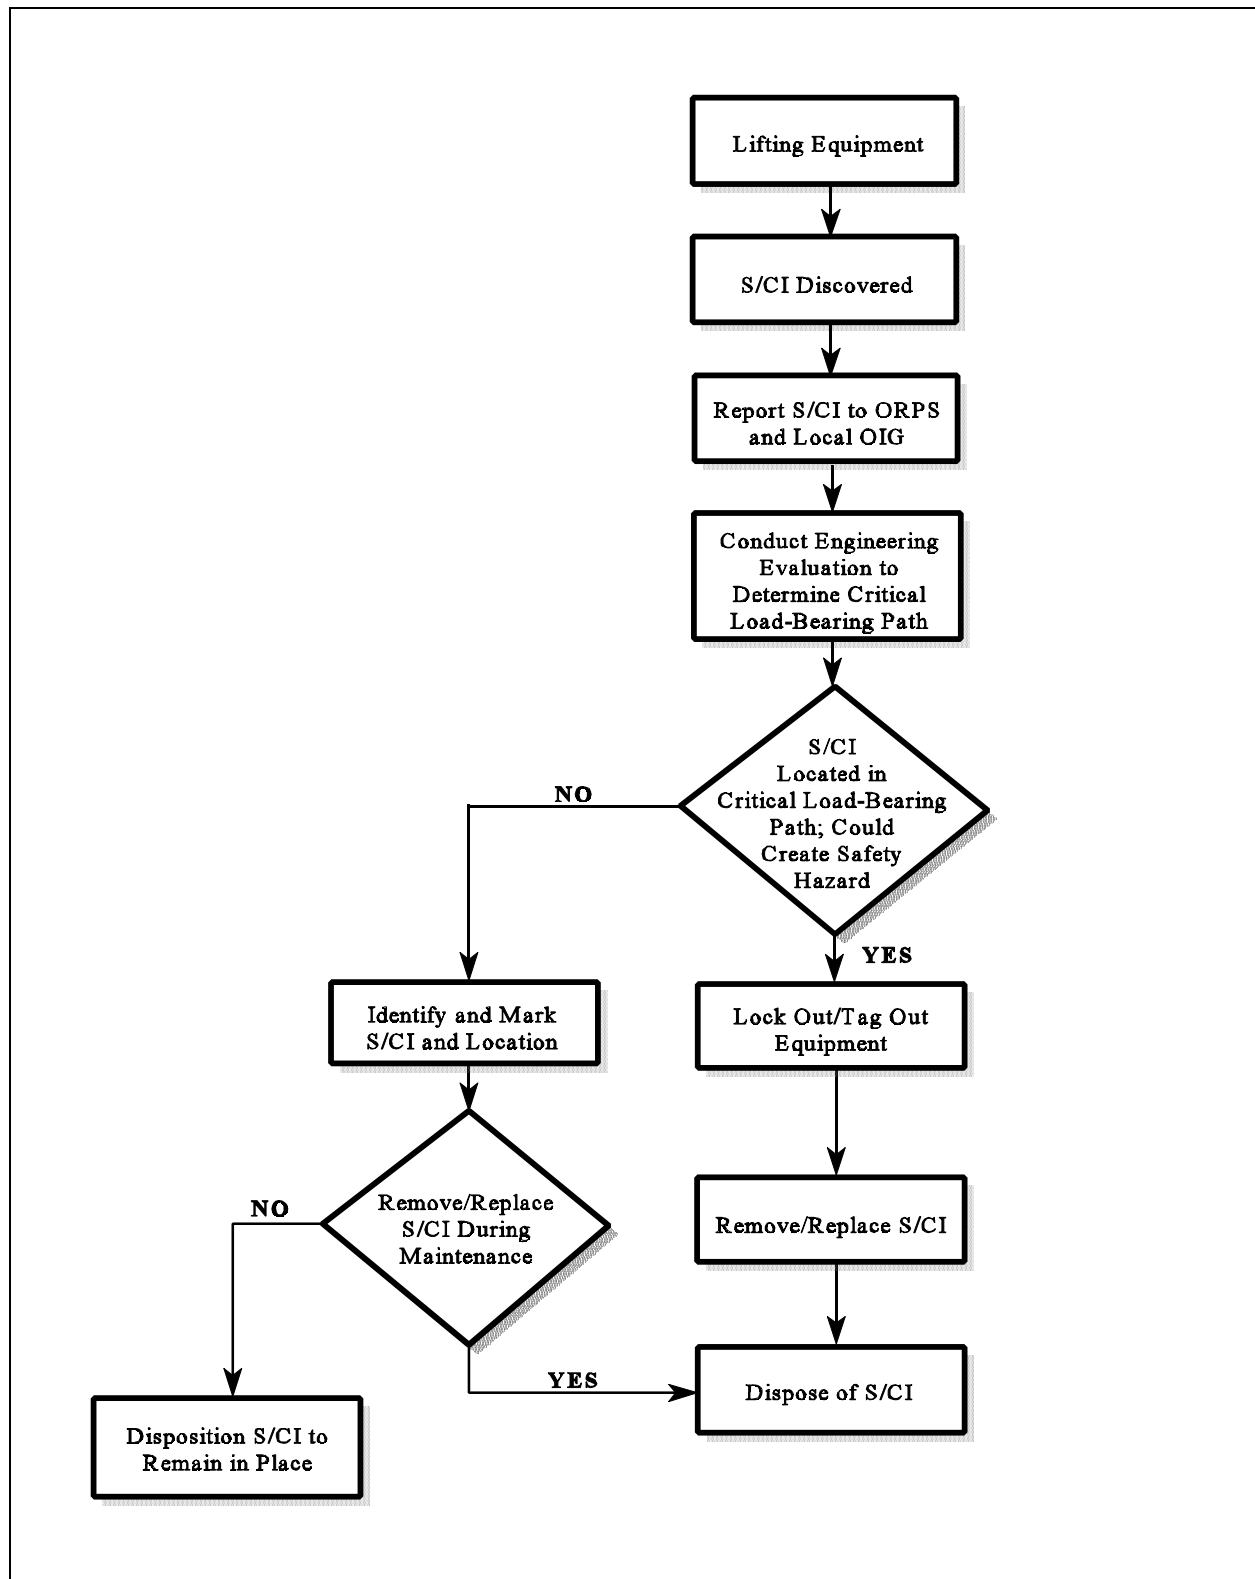 Lifting Equipment
S/CI Discovered
Report S/CI to ORPS
and Local OIG
Conduct Engineering
Evaluation to
Determine Critical
Load-Bearing Path
S/CI
Located in
Critical Load-Bearing
Path; Could
Create Safety
Hazard
NO
YES
Identify and Mark
S/CI and Location
Lock Out/Tag Out
Equipment
Remove/Replace
S/CI During
Maintenance
NO
YES
Remove/Replace S/CI
Dispose of S/CI
Disposition S/CI to
Remain in Place